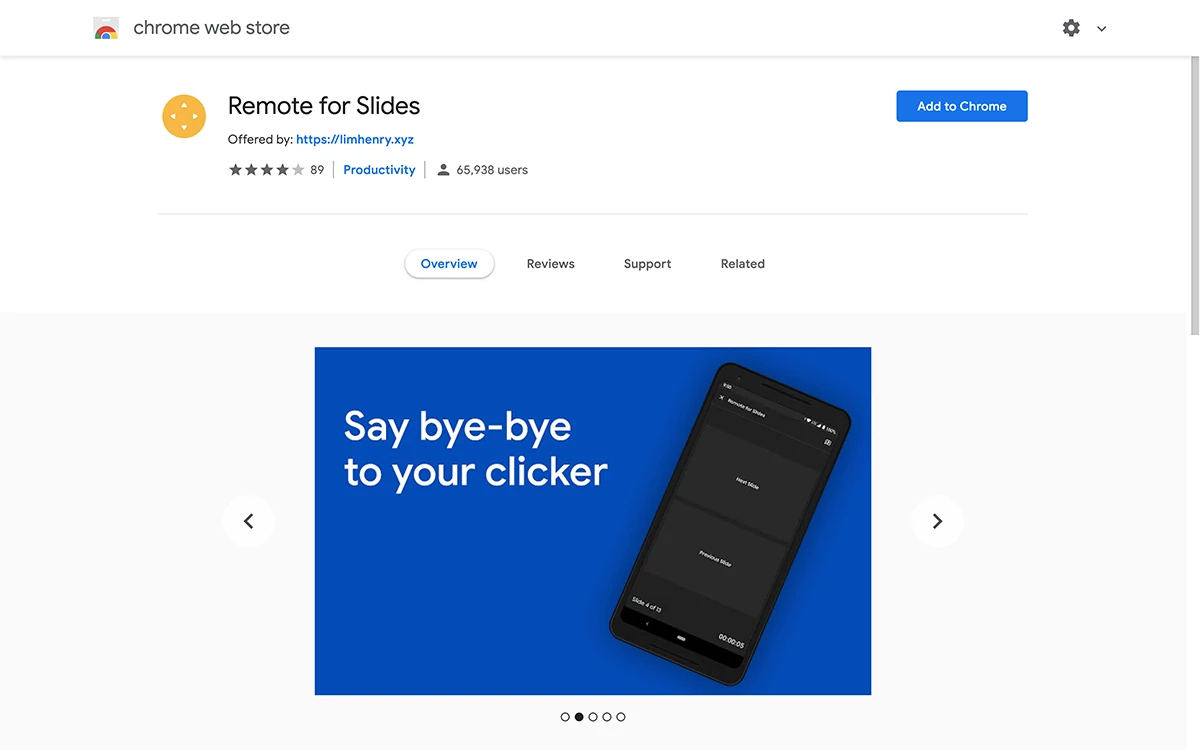 chrome web store
Remote for Slides
Add to Chrome
Offered by: https://limhenry.xyz
89 Productivity 65,938 users
Overview Reviews Support Related
Say bye-bye
to your clicker
9:00
Remote for Slides
100%
Next Slide
Previous Slide
Slide 4 of 13
00:00:05